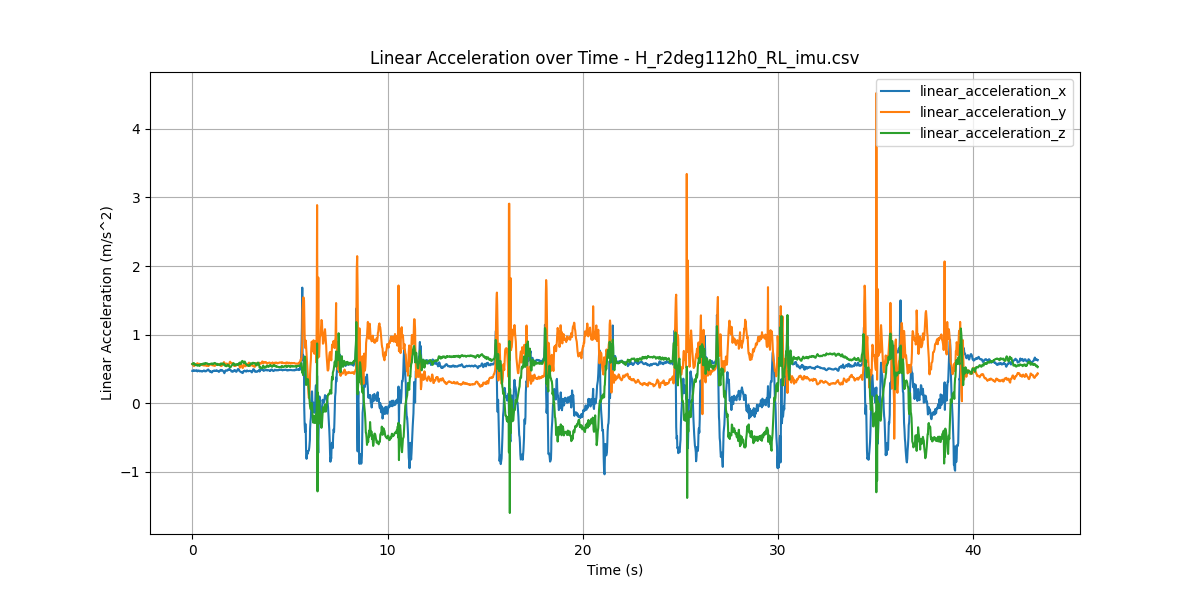 Linear Acceleration over Time - H_r2deg112h0_RL_imu.csv
linear_acceleration_x
linear_acceleration_y
linear_acceleration_z
Linear Acceleration (m/s^2)
4
3
2
1
0
−1
0 10 20 30 40
Time (s)